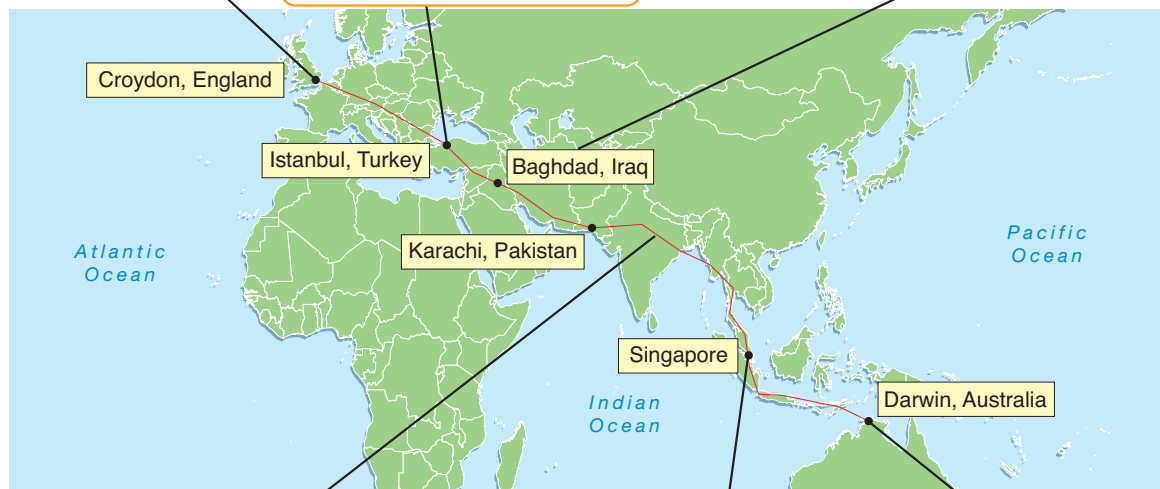 Croydon, England
Istanbul, Turkey
Baghdad, Iraq
Karachi, Pakistan
Atlantic
Ocean
Pacific
Ocean
Singapore
Indian
Ocean
Darwin, Australia